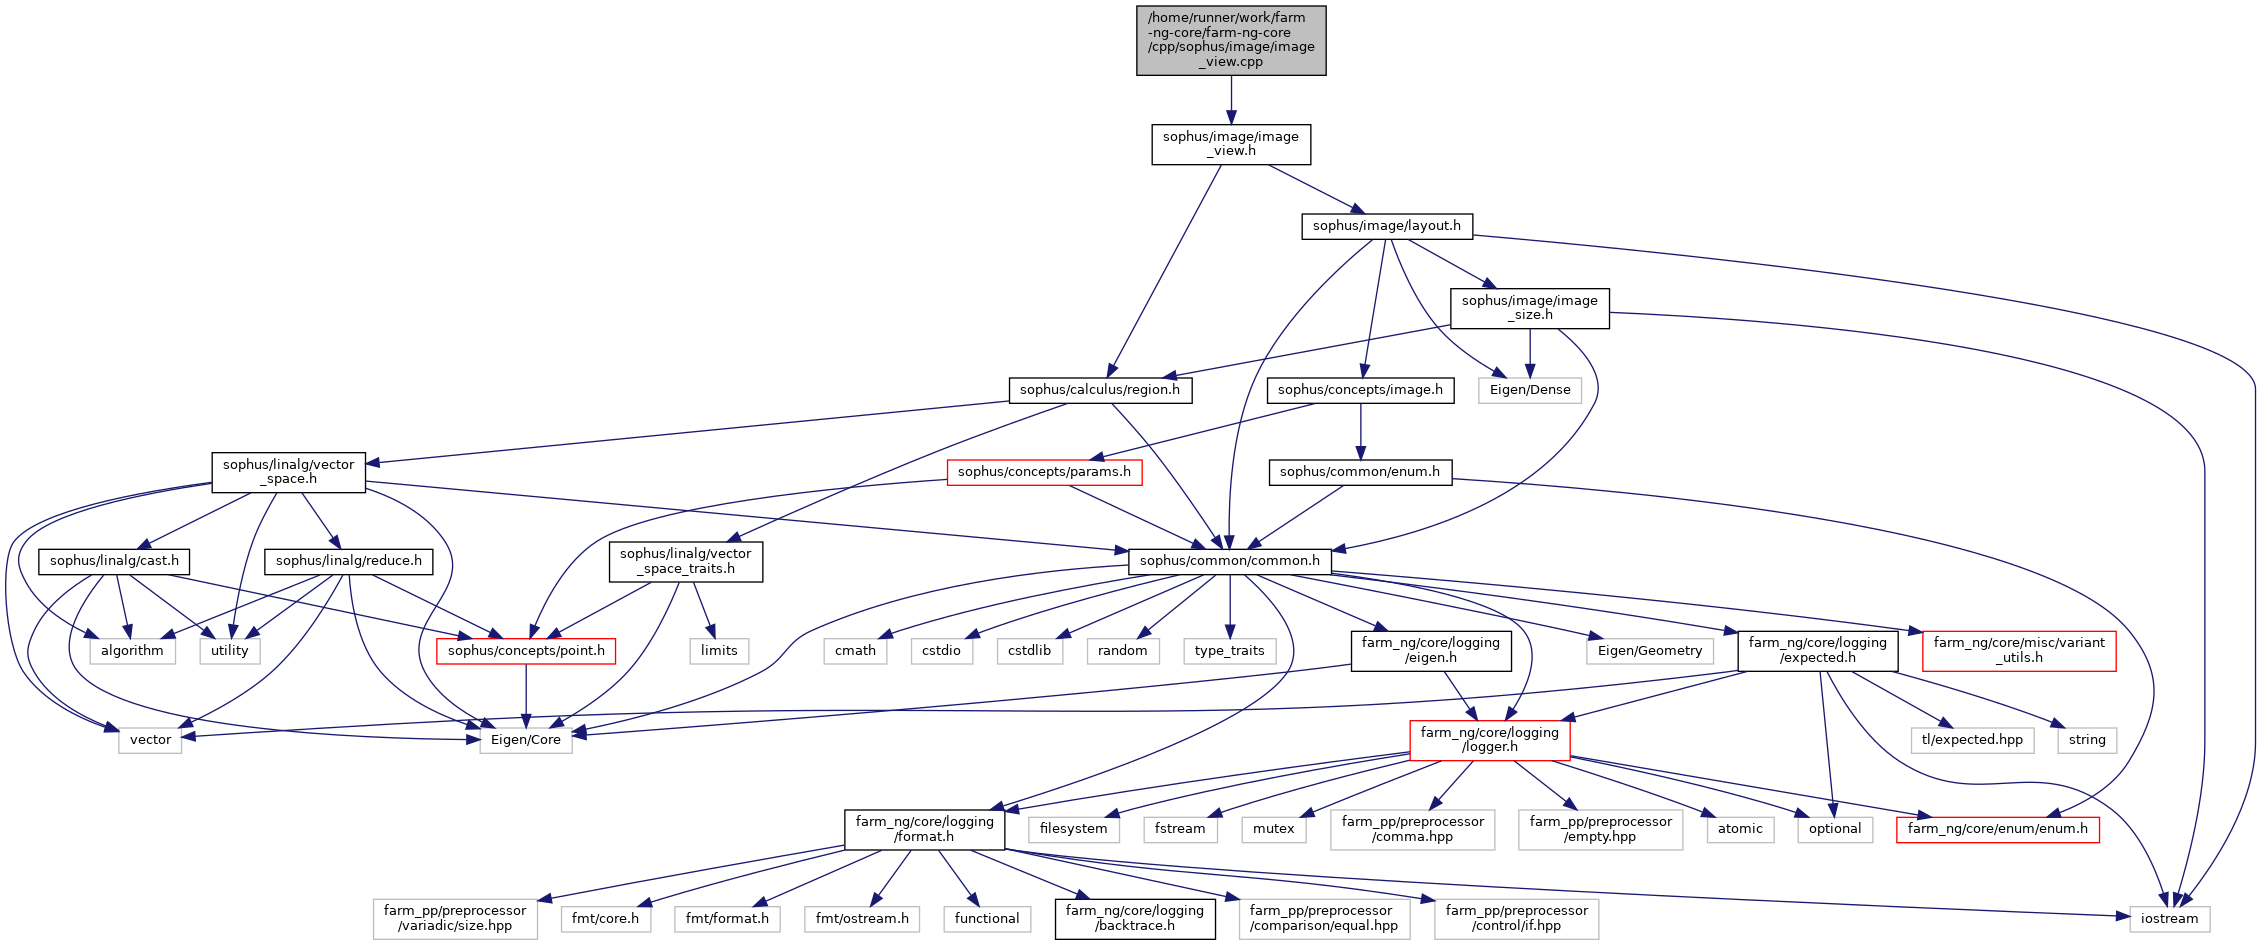 /home/runner/work/farm
-ng-core/farm-ng-core
/cpp/sophus/image/image
_view.cpp
sophus/image/image
_view.h
sophus/image/layout.h
sophus/image/image
_size.h
sophus/calculus/region.h
sophus/concepts/image.h
Eigen/Dense
sophus/linalg/vector
_space.h
sophus/concepts/params.h
sophus/common/enum.h
sophus/linalg/cast.h
sophus/linalg/reduce.h
sophus/linalg/vector
_space_traits.h
sophus/common/common.h
algorithm
utility
sophus/concepts/point.h
limits
cmath
cstdio
cstdlib
random
type_traits
farm_ng/core/logging
/eigen.h
Eigen/Geometry
farm_ng/core/logging
/expected.h
farm_ng/core/misc/variant
_utils.h
vector
Eigen/Core
farm_ng/core/logging
/logger.h
tl/expected.hpp
string
farm_ng/core/logging
/format.h
filesystem
fstream
mutex
farm_pp/preprocessor
/comma.hpp
farm_pp/preprocessor
/empty.hpp
atomic
optional
farm_ng/core/enum/enum.h
farm_pp/preprocessor
/variadic/size.hpp
fmt/core.h
fmt/format.h
fmt/ostream.h
functional
farm_ng/core/logging
/backtrace.h
farm_pp/preprocessor
/comparison/equal.hpp
farm_pp/preprocessor
/control/if.hpp
iostream